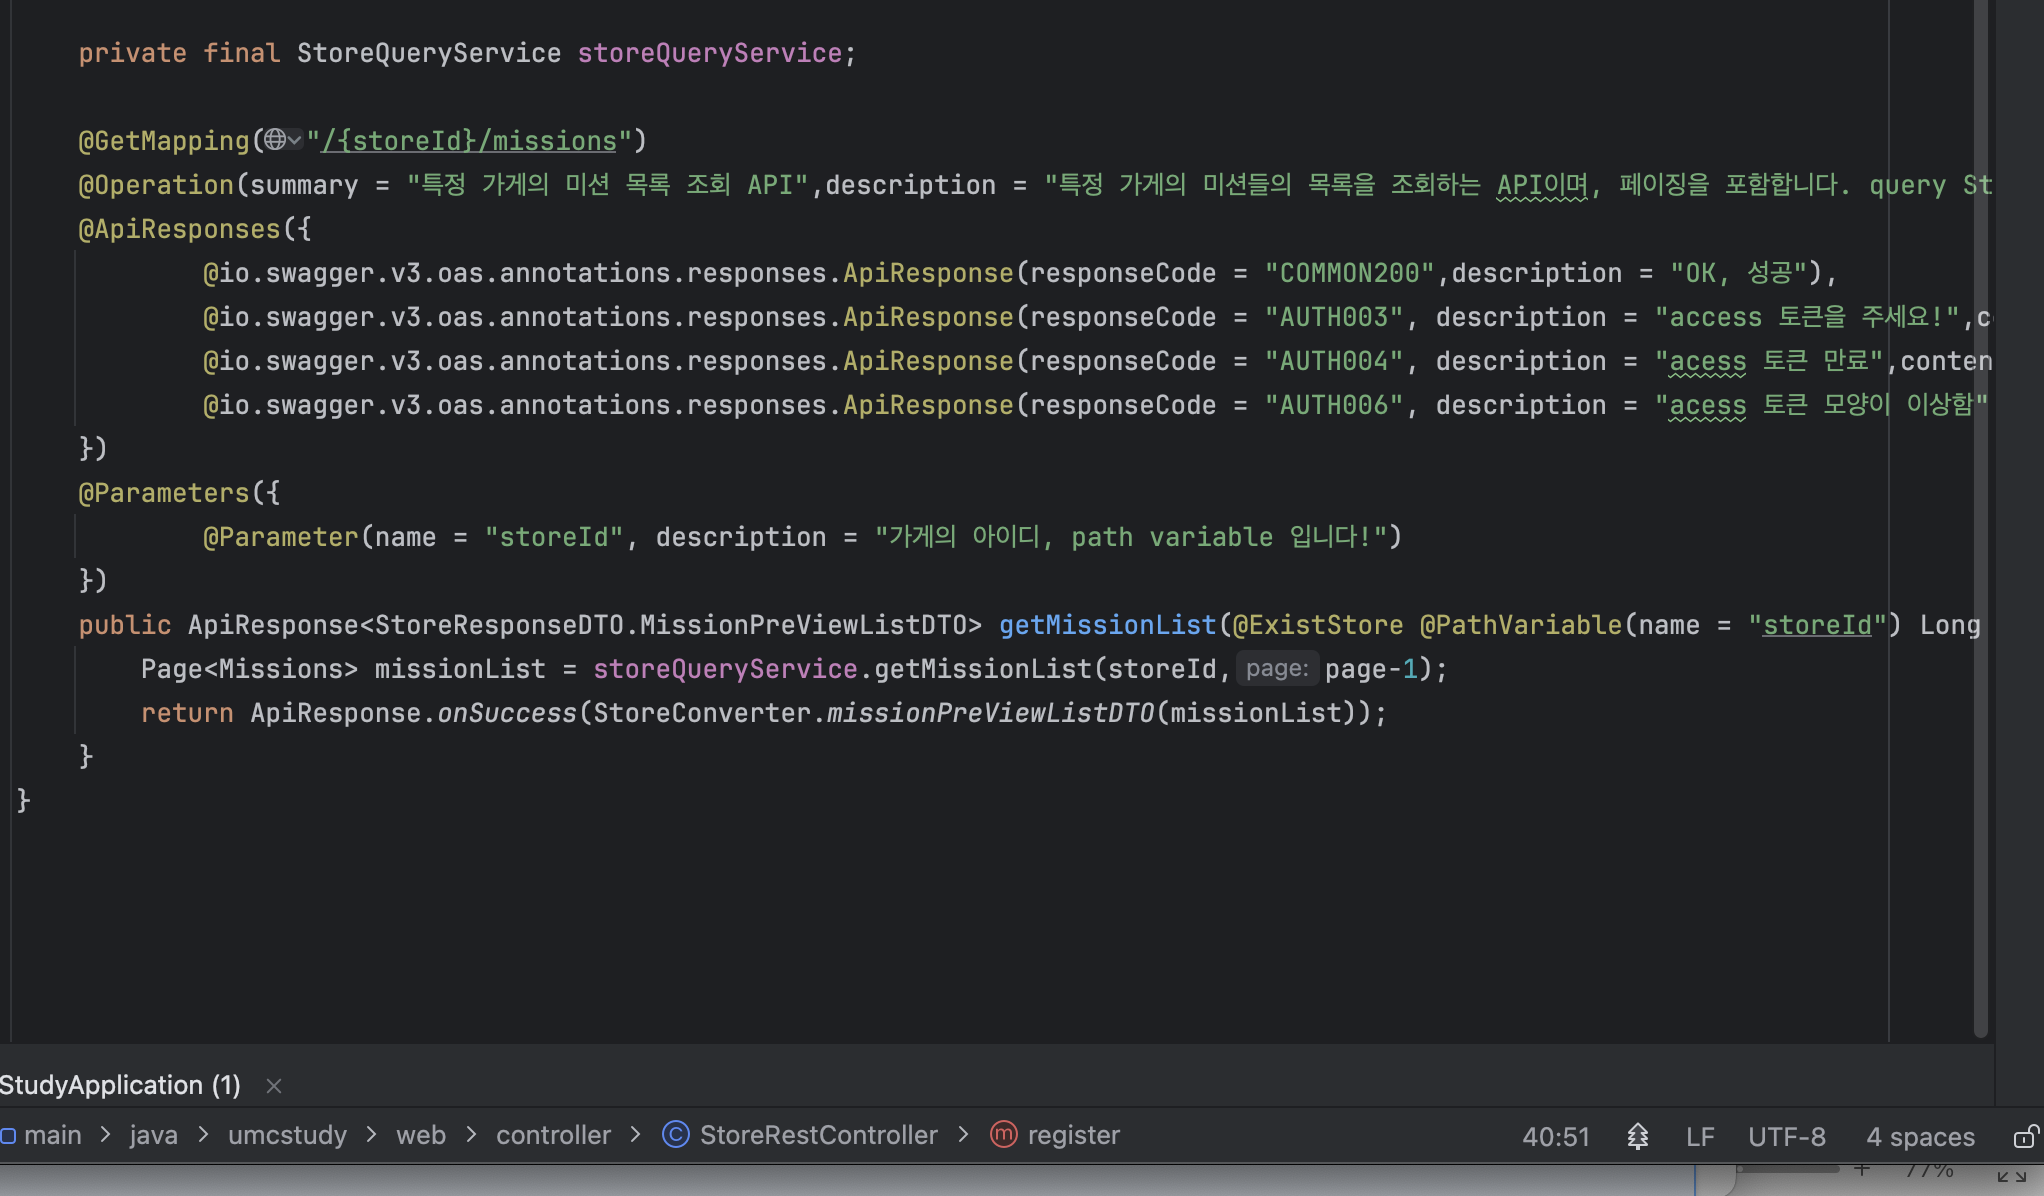 private final StoreQueryService storeQueryService;
@GetMapping("/{storeId}/missions")
@Operation(summary = "특정 가게의 미션 목록 조회 API",description = "특정 가게의 미션들의 목록을 조회하는 API이며, 페이징을 포함합니다. query St
@ApiResponses({
@io.swagger.v3.oas.annotations.responses.ApiResponse(responseCode = "COMMON200",description = "OK, 성공"),
@io.swagger.v3.oas.annotations.responses.ApiResponse(responseCode = "AUTH003", description = "access 토큰을 주세요!",c
@io.swagger.v3.oas.annotations.responses.ApiResponse(responseCode = "AUTH004", description = "acess 토큰 만료",conten
@io.swagger.v3.oas.annotations.responses.ApiResponse(responseCode = "AUTH006", description = "acess 토큰 모양이 이상함"
})
@Parameters({
@Parameter(name = "storeId", description = "가게의 아이디, path variable 입니다!")
})
public ApiResponse<StoreResponseDTO.MissionPreViewListDTO> getMissionList(@ExistStore @PathVariable(name = "storeId") Long
Page<Missions> missionList = storeQueryService.getMissionList(storeId, page: page-1);
return ApiResponse.onSuccess(StoreConverter.missionPreViewListDTO(missionList));
}
}
StudyApplication (1) ×
main > java > umcstudy > web > controller > StoreRestController > register 40:51 LF UTF-8 4 spaces
77%